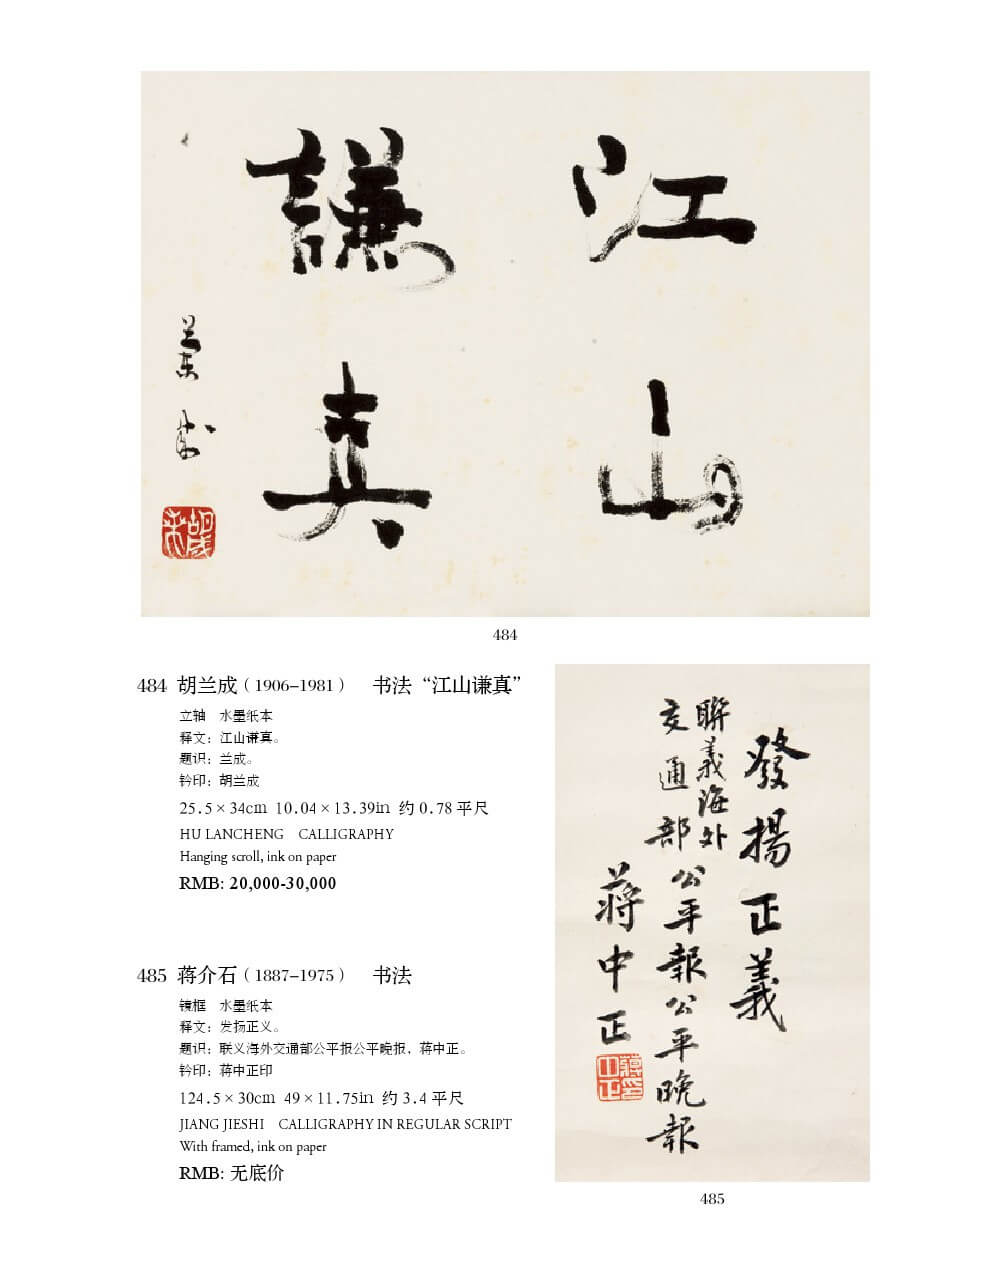 江山
謙真
蘭成
胡成
484
484 胡兰成（1906–1981） 书法“江山谦真”
立轴 水墨纸本
释文：江山谦真。
题识：兰成。
钤印：胡兰成
25.5×34cm 10.04×13.39in 约 0.78 平尺
HU LANCHENG CALLIGRAPHY
Hanging scroll, ink on paper
RMB: 20,000-30,000
485 蒋介石（1887–1975） 书法
镜框 水墨纸本
释文：发扬正义。
题识：联义海外交通部公平报公平晚报，蒋中正。
钤印：蒋中正印
124.5×30cm 49×11.75in 约 3.4 平尺
JIANG JIESHI CALLIGRAPHY IN REGULAR SCRIPT
With framed, ink on paper
RMB: 无底价
發揚正義
聯義海外
交通部
公平報公平晚報
蔣中正
蔣中正印
485